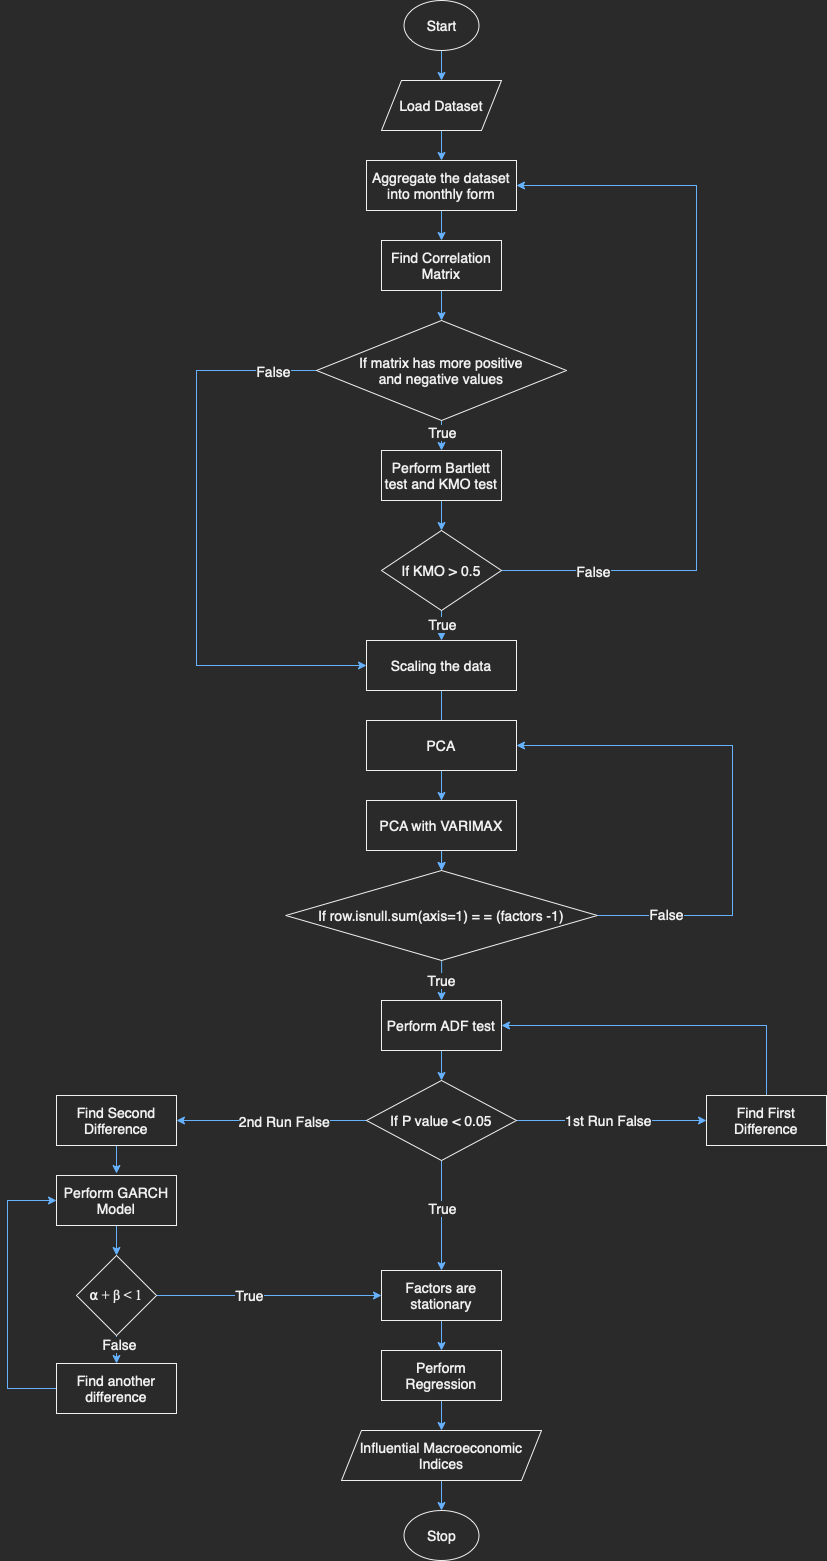 Start
Load Dataset
Aggregate the dataset
into monthly form
Find Correlation
Matrix
If matrix has more positive
and negative values
False
True
Perform Bartlett
test and KMO test
If KMO > 0.5
False
True
Scaling the data
PCA
PCA with VARIMAX
If row.isnull.sum(axis=1) = = (factors -1)
False
True
Perform ADF test
If P value < 0.05
2nd Run False
1st Run False
Find Second
Difference
Find First
Difference
Perform GARCH
Model
True
α + β < 1
True
False
Factors are
stationary
Find another
difference
Perform
Regression
Influential Macroeconomic
Indices
Stop